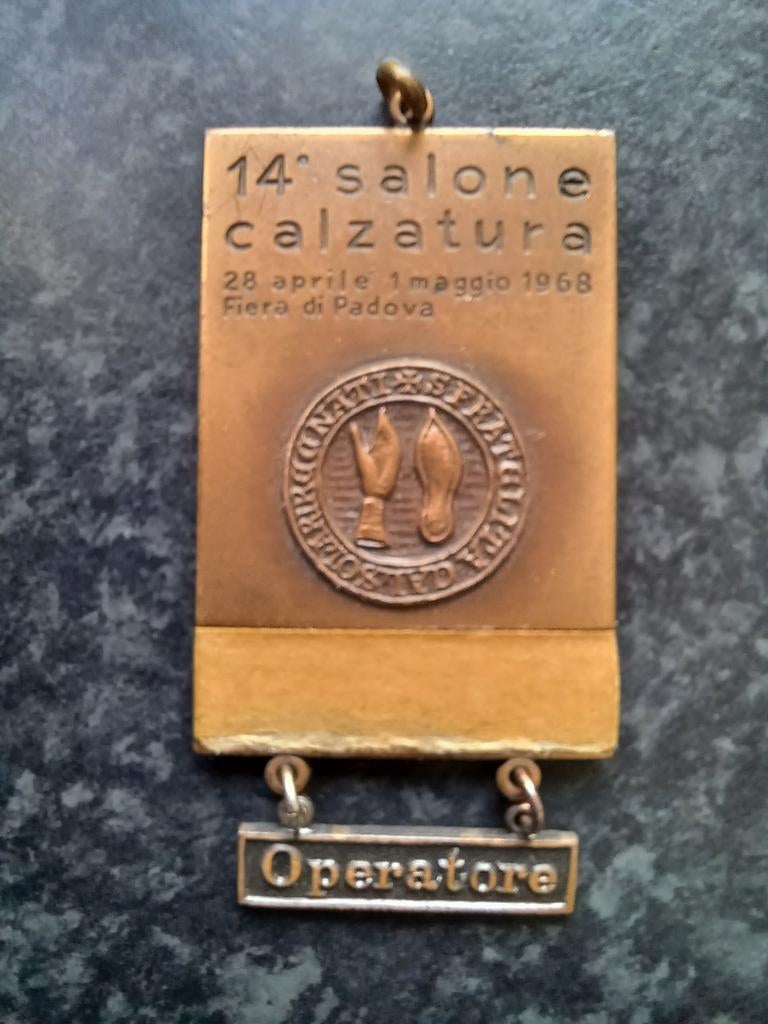 14° salone
calzatura
28 aprile 1 maggio 1968
Fiera di Padova
Operatore